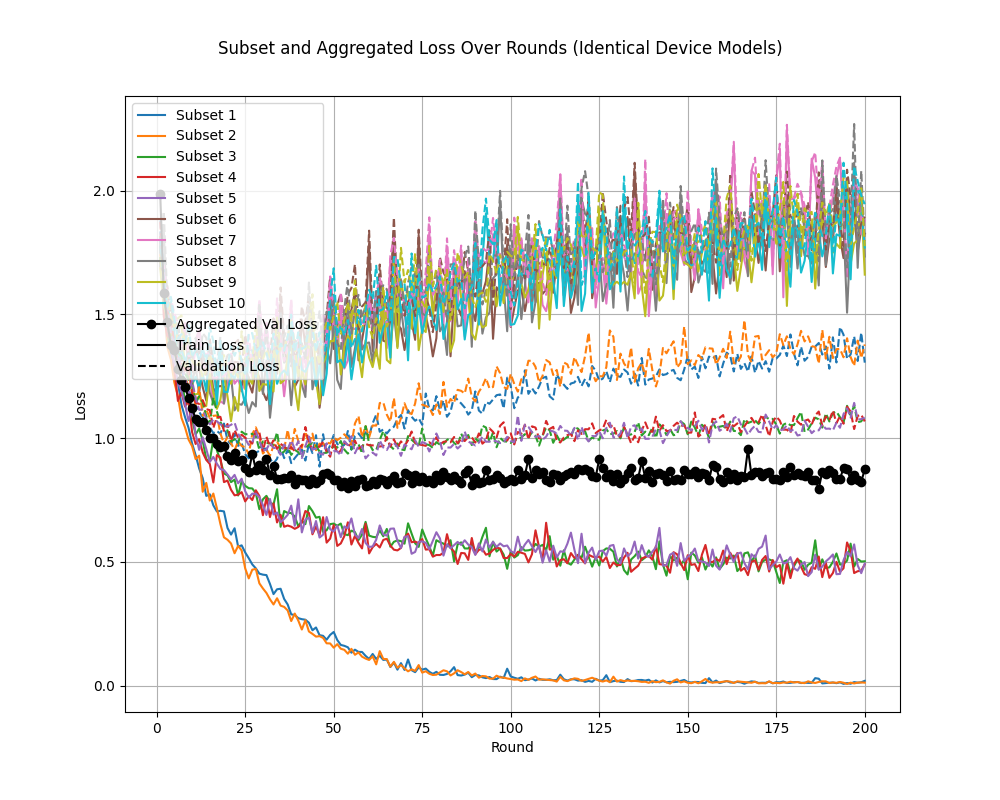 Subset and Aggregated Loss Over Rounds (Identical Device Models)
Subset 1
Subset 2
Subset 3
Subset 4
Subset 5
Subset 6
Subset 7
Subset 8
Subset 9
Subset 10
Aggregated Val Loss
Train Loss
Validation Loss
Loss
2.0
1.5
1.0
0.5
0.0
0
25
50
75
100
125
150
175
200
Round